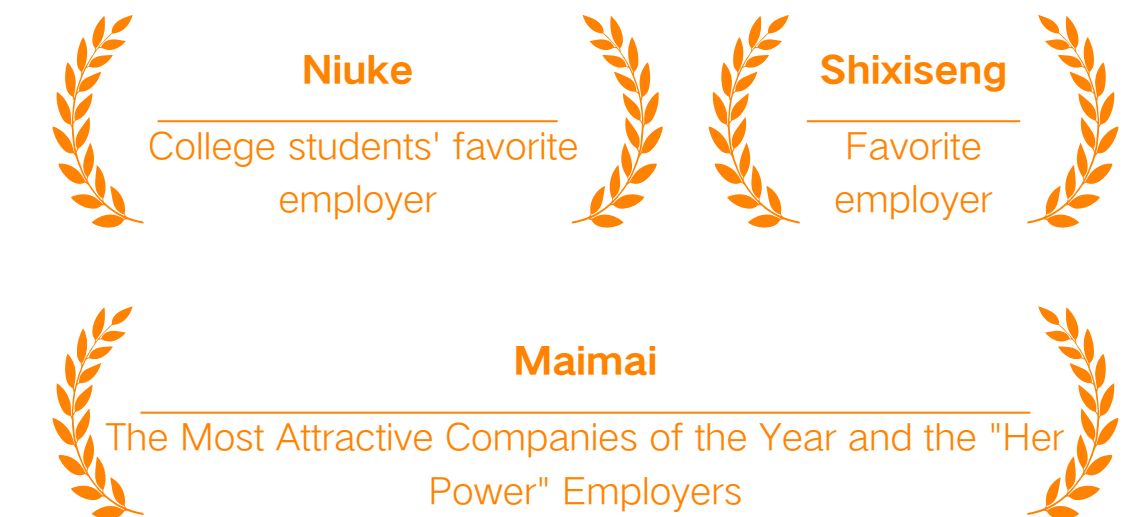 Niuke
College students' favorite
employer
Shixiseng
Favorite
employer
Maimai
The Most Attractive Companies of the Year and the "Her
Power" Employers